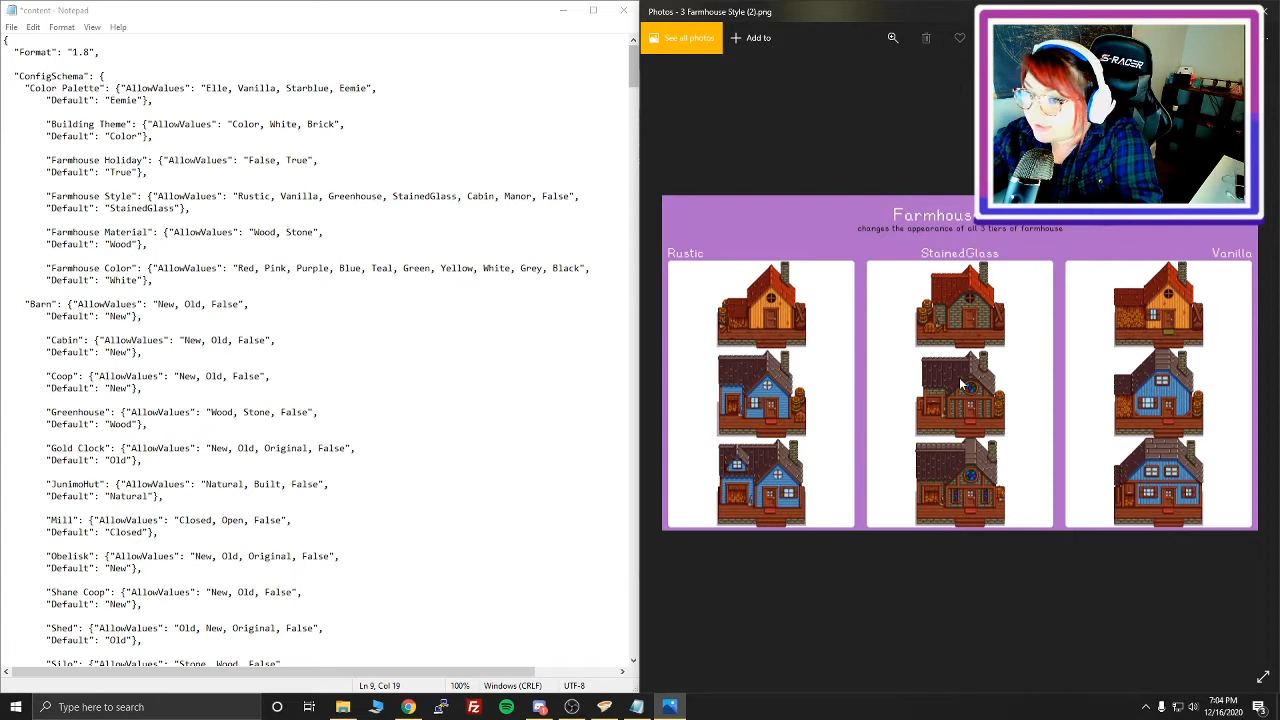 *content - Notepad
File Edit Format View Help
{
"Format": "1.8",
"ConfigSchema": {
"Color Palette": {"AllowValues": "Elle, Vanilla, Starblue, Eemie",
"Default": "Eemie"},
"Building Theme": {"AllowValues": "Color, White, Brick",
"Default": "Color"},
"Farmhouse Holiday": {"AllowValues": "False, True",
"Default": "True"},
"Farmhouse Style": {"AllowValues": "Rustic, Vanilla, Greenhouse, StainedGlass, Cabin, Manor, False",
"Default": "StainedGlass"},
"Farmhouse Material": {"AllowValues": "Wood, Stone",
"Default": "Wood"},
"Farmhouse Color": {"AllowValues": "Red, Pink, Purple, Blue, Teal, Green, Yellow, White, Grey, Black",
"Default": "White"},
"Barn": {"AllowValues": "New, Old, False",
"Default": "New"},
"Cabin": {"AllowValues": "New, Old, False",
"Default": "New"},
"Coop": {"AllowValues": "New, Old, False",
"Default": "New"},
"Greenhouse": {"AllowValues": "Wood, Stone, False",
"Default": "Wood"},
"Gold Clock": {"AllowValues": "New, Old, Original, False",
"Default": "Old"},
"JuninoHut": {"AllowValues": "Natural, Built, False",
"Default": "Natural"},
"Mill": {"AllowValues": "Closed, Open, False",
"Default": "Closed"},
"Obelisk": {"AllowValues": "New, Old, Original, False",
"Default": "New"},
"Shane Coop": {"AllowValues": "New, Old, False",
"Default": "New"},
"Shed": {"AllowValues": "Old, New, Original, False",
"Default": "Old"},
"Silo": {"AllowValues": "Stone, Wood, False",
Ln 9, Col 19 100% Windows (CRLF) UTF-8
Photos - 3 Farmhouse Style (2).png
See all photos Add to
S-RACER
Farmhous
changes the appearance of all 3 tiers of farmhouse
Rustic StainedGlass Vanilla
Type here to search
7:04 PM
12/16/2020